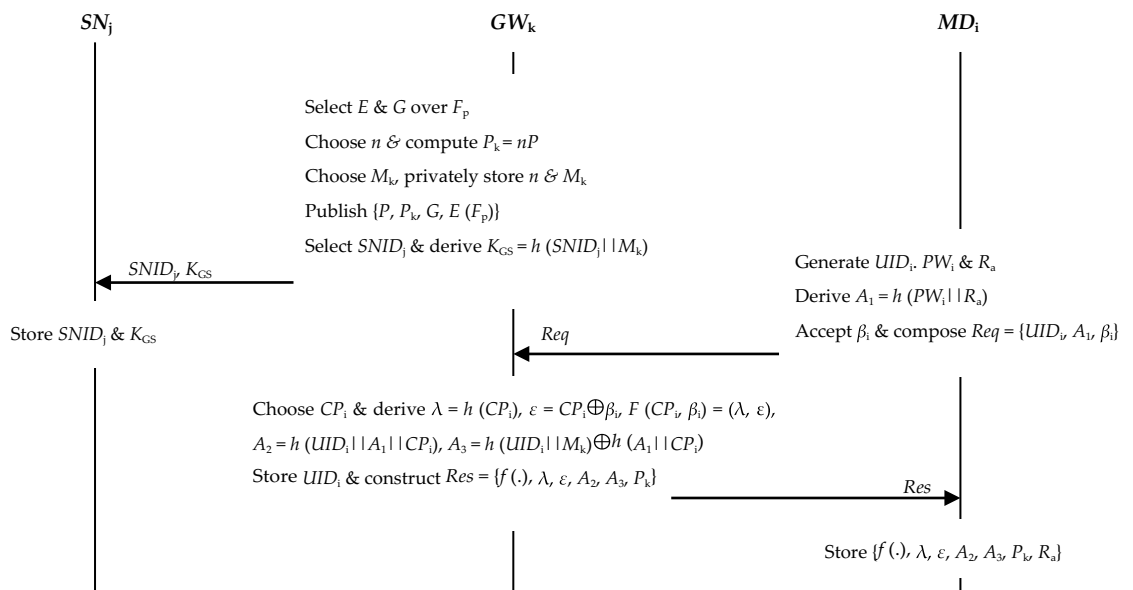 SNj GWk MDi
Select E & G over Fp
Choose n & compute Pk = nP
Choose Mk, privately store n & Mk
Publish {P, Pk, G, E (Fp)}
Select SNIDj & derive KGS = h (SNIDj||Mk)
SNIDj, KGS
Generate UIDi. PWi & Ra
Derive A1 = h (PWi||Ra)
Accept βi & compose Req = {UIDi, A1, βi}
Store SNIDj & KGS
Req
Choose CPi & derive λ = h (CPi), ε = CPi⊕βi, F (CPi, βi) = (λ, ε),
A2 = h (UIDi||A1||CPi), A3 = h (UIDi||Mk)⊕h (A1||CPi)
Store UIDi & construct Res = {f (.), λ, ε, A2, A3, Pk}
Res
Store {f (.), λ, ε, A2, A3, Pk, Ra}